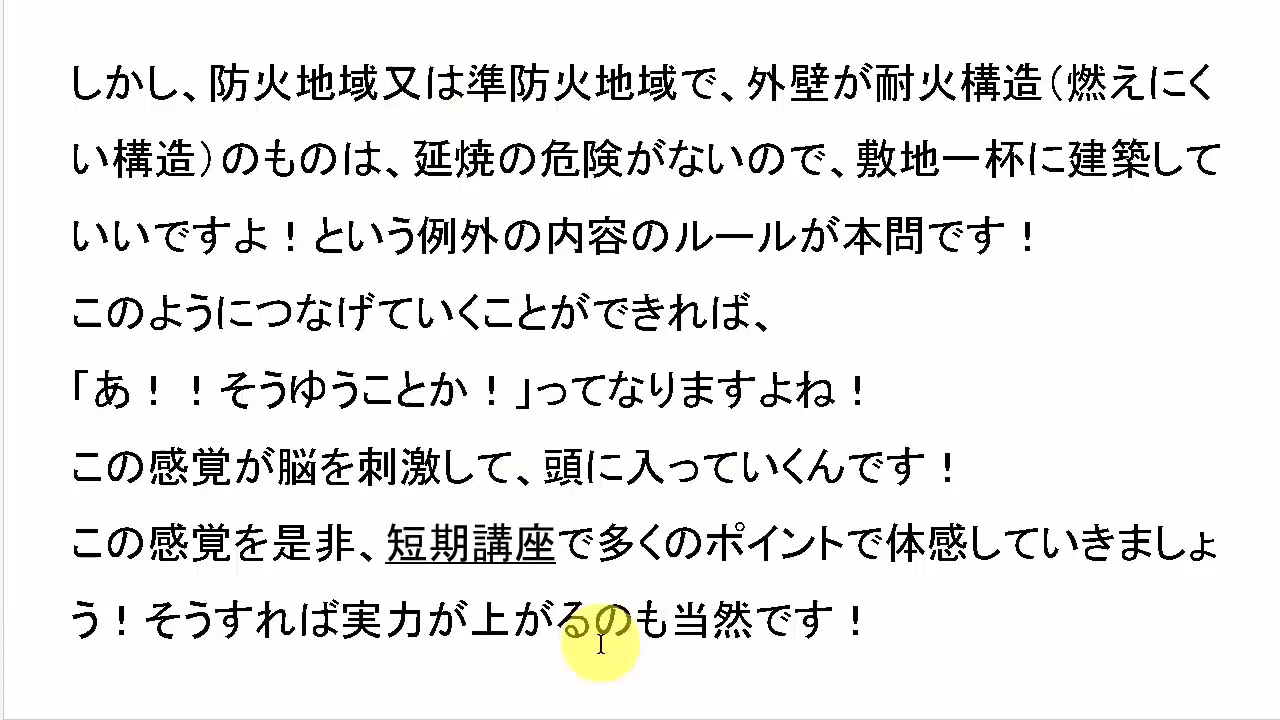 しかし、防火地域又は準防火地域で、外壁が耐火構造（燃えにく
い構造）のものは、延焼の危険がないので、敷地一杯に建築して
いいですよ！という例外の内容のルールが本問です！
このようにつなげていくことができれば、
「あ！！そうゆうことか！」ってなりますよね！
この感覚が脳を刺激して、頭に入っていくんです！
この感覚を是非、短期講座で多くのポイントで体感していきましょ
う！そうすれば実力が上がるのも当然です！